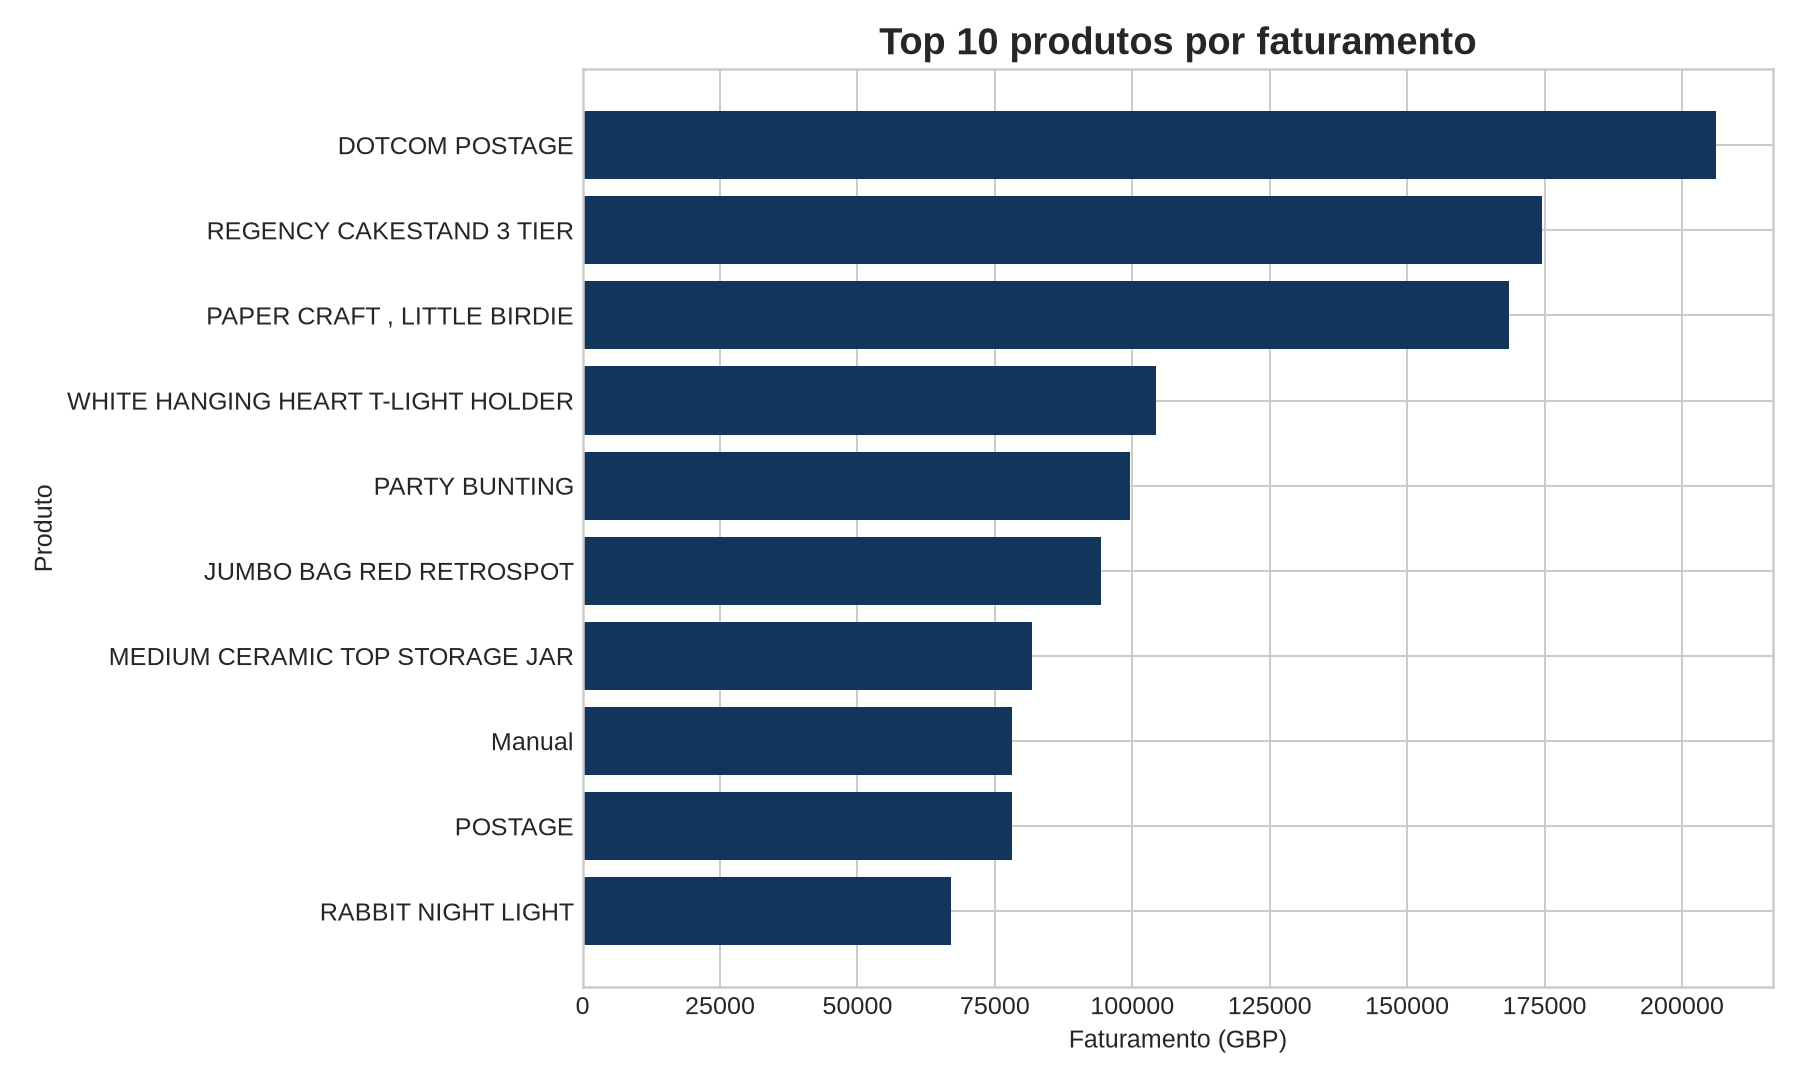 Top 10 produtos por faturamento
DOTCOM POSTAGE
REGENCY CAKESTAND 3 TIER
PAPER CRAFT , LITTLE BIRDIE
WHITE HANGING HEART T-LIGHT HOLDER
PARTY BUNTING
JUMBO BAG RED RETROSPOT
MEDIUM CERAMIC TOP STORAGE JAR
Manual
POSTAGE
RABBIT NIGHT LIGHT
Produto
0 25000 50000 75000 100000 125000 150000 175000 200000
Faturamento (GBP)